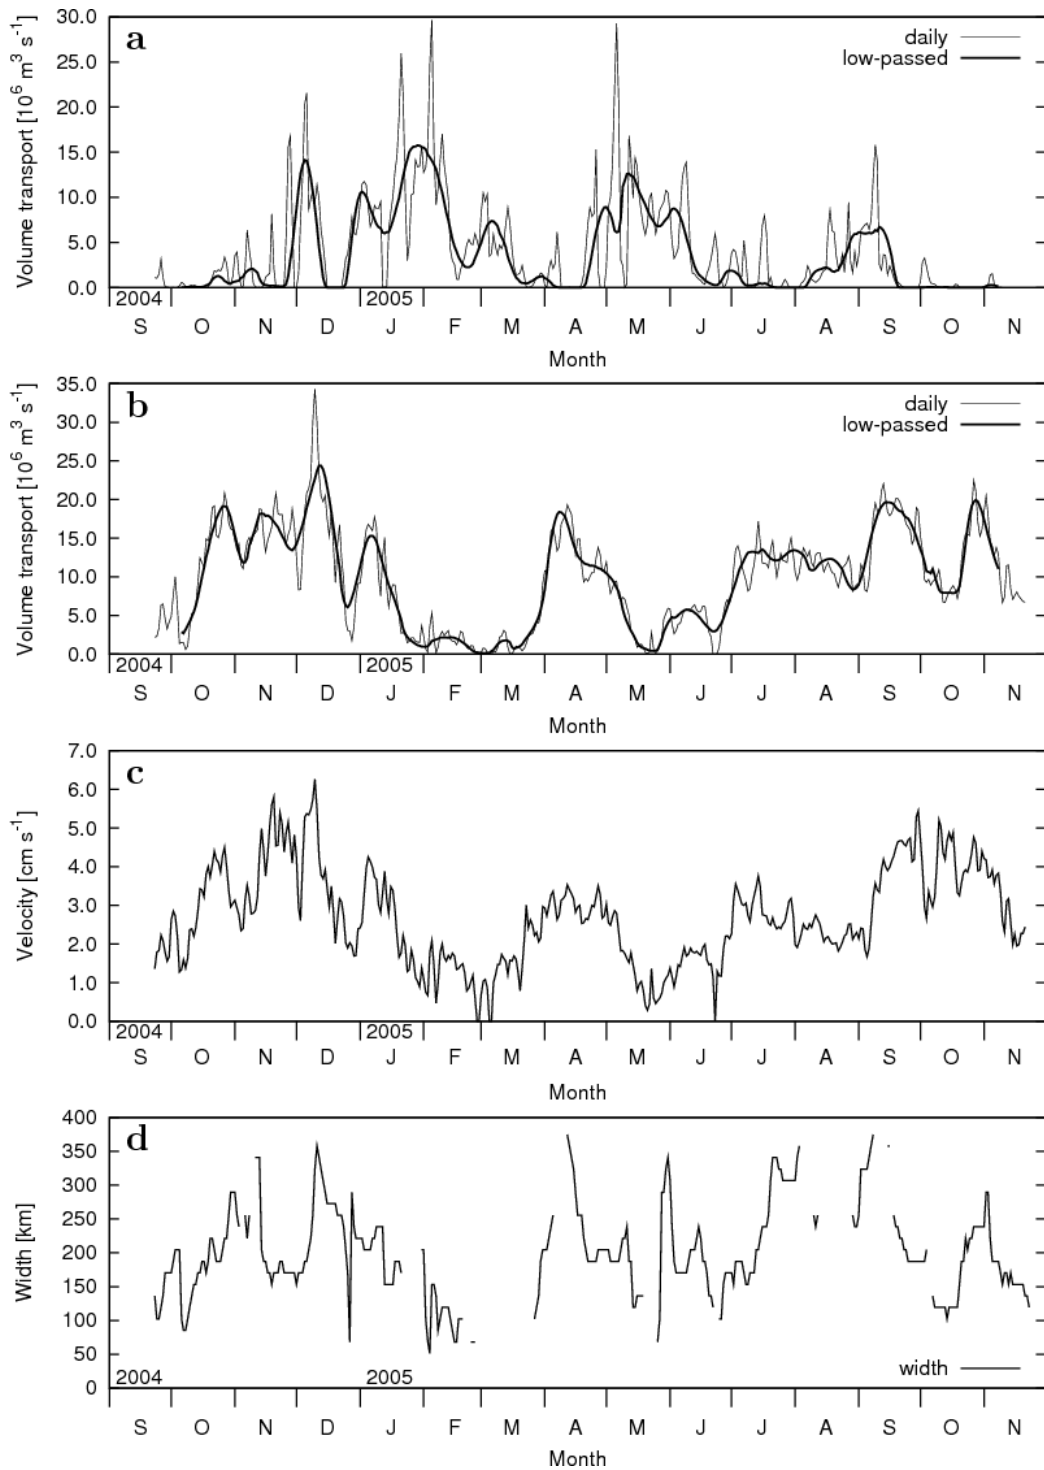 a
Volume transport [10⁶ m³ s⁻¹]
30.0
25.0
20.0
15.0
10.0
5.0
0.0
daily
low-passed
2004 2005
S O N D J F M A M J J A S O N
Month
b
Volume transport [10⁶ m³ s⁻¹]
35.0
30.0
25.0
20.0
15.0
10.0
5.0
0.0
daily
low-passed
2004 2005
S O N D J F M A M J J A S O N
Month
c
Velocity [cm s⁻¹]
7.0
6.0
5.0
4.0
3.0
2.0
1.0
0.0
2004 2005
S O N D J F M A M J J A S O N
Month
d
Width [km]
400
350
300
250
200
150
100
50
0
width
2004 2005
S O N D J F M A M J J A S O N
Month